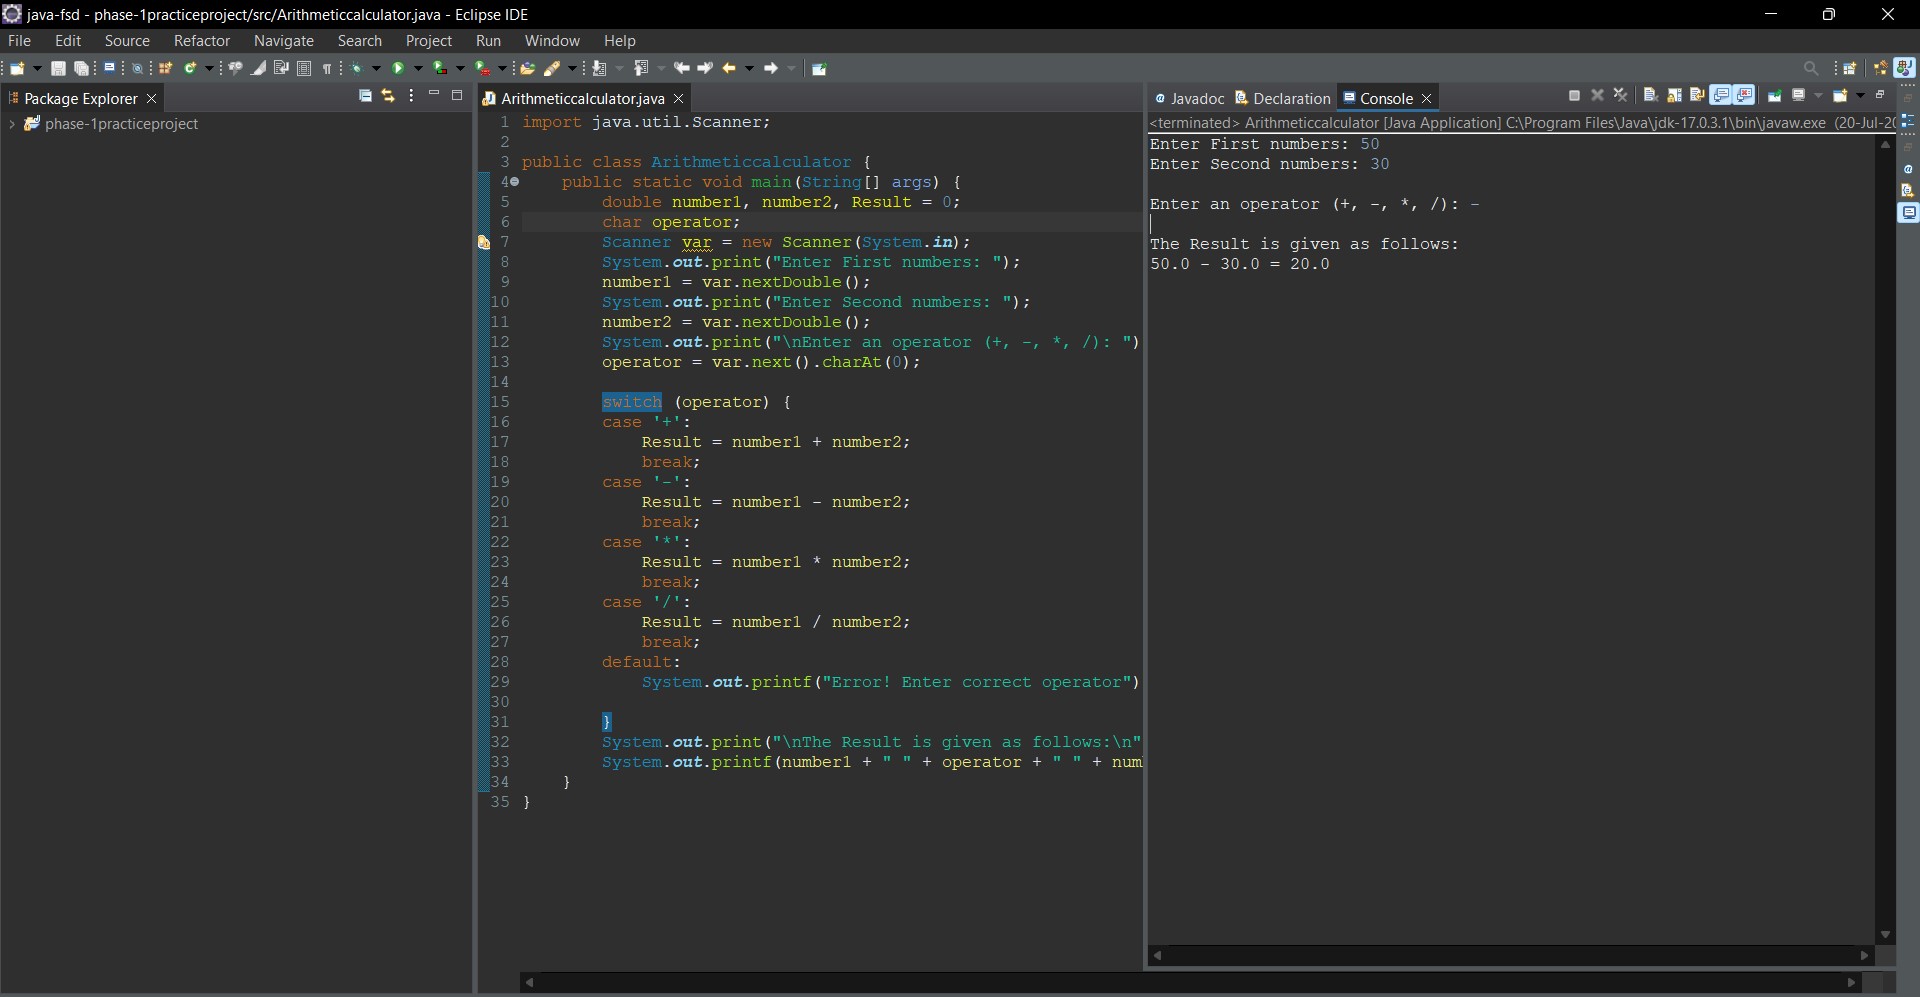 java-fsd - phase-1practiceproject/src/Arithmeticcalculator.java - Eclipse IDE
File Edit Source Refactor Navigate Search Project Run Window Help
Package Explorer
phase-1practiceproject
Arithmeticcalculator.java
1 import java.util.Scanner;
2
3 public class Arithmeticcalculator {
4 public static void main(String[] args) {
5 double number1, number2, Result = 0;
6 char operator;
7 Scanner var = new Scanner(System.in);
8 System.out.print("Enter First numbers: ");
9 number1 = var.nextDouble();
10 System.out.print("Enter Second numbers: ");
11 number2 = var.nextDouble();
12 System.out.print("\nEnter an operator (+, -, *, /): ")
13 operator = var.next().charAt(0);
14
15 switch (operator) {
16 case '+':
17 Result = number1 + number2;
18 break;
19 case '-':
20 Result = number1 - number2;
21 break;
22 case '*':
23 Result = number1 * number2;
24 break;
25 case '/':
26 Result = number1 / number2;
27 break;
28 default:
29 System.out.printf("Error! Enter correct operator")
30
31 }
32 System.out.print("\nThe Result is given as follows:\n"
33 System.out.printf(number1 + " " + operator + " " + num
34 }
35 }
Javadoc Declaration Console
<terminated> Arithmeticcalculator [Java Application] C:\Program Files\Java\jdk-17.0.3.1\bin\javaw.exe (20-Jul-20
Enter First numbers: 50
Enter Second numbers: 30
Enter an operator (+, -, *, /): -
The Result is given as follows:
50.0 - 30.0 = 20.0